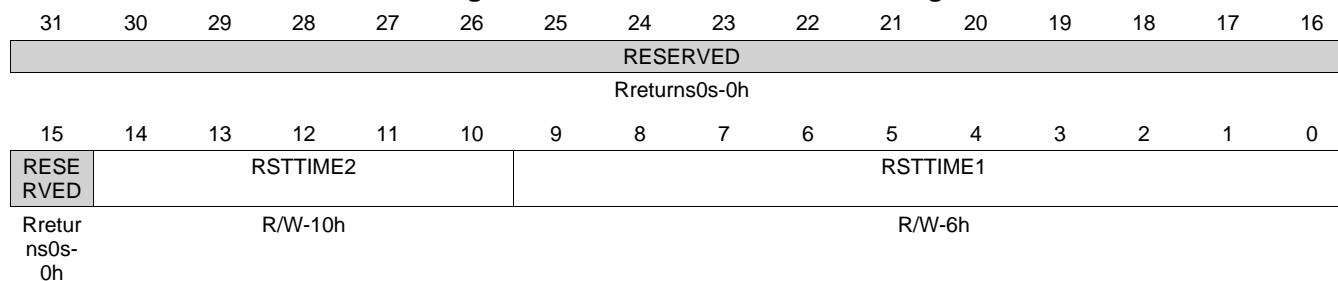 31 30 29 28 27 26 25 24 23 22 21 20 19 18 17 16
RESERVED
Rreturns0s-0h
15 14 13 12 11 10 9 8 7 6 5 4 3 2 1 0
RESE RSTTIME2 RSTTIME1
RVED
Rretur R/W-10h R/W-6h
ns0s-
0h